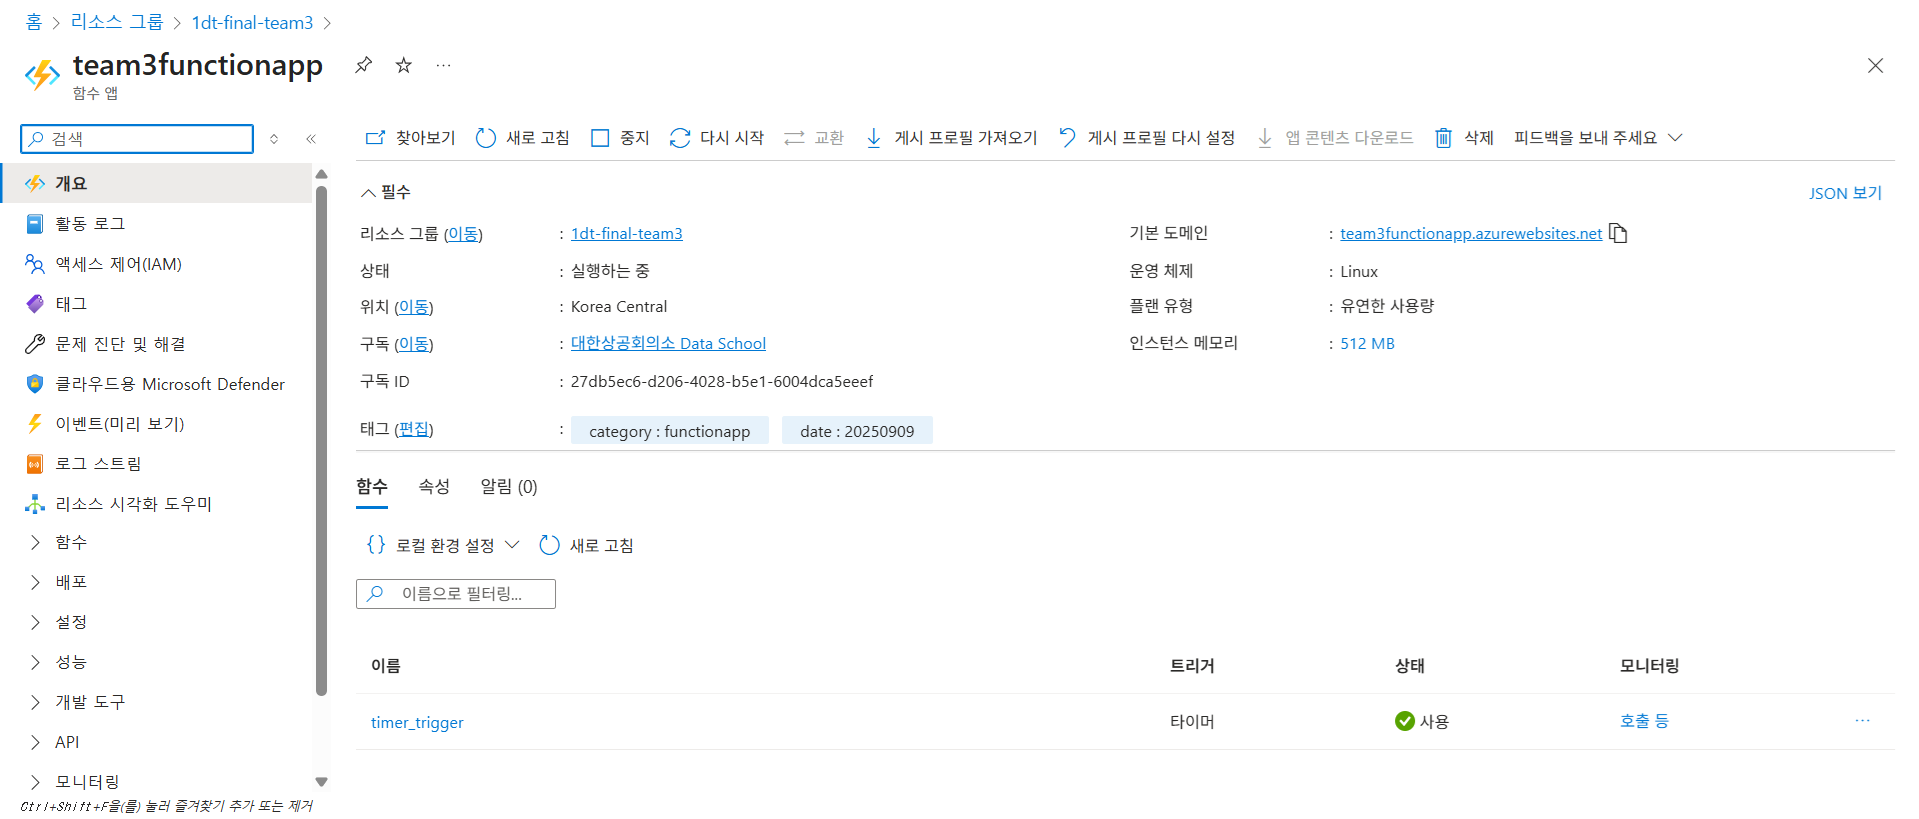 홈 > 리소스 그룹 > 1dt-final-team3 >
team3functionapp
함수 앱
검색
찾아보기 새로 고침 중지 다시 시작 교환 게시 프로필 가져오기 게시 프로필 다시 설정 앱 콘텐츠 다운로드 삭제 피드백을 보내 주세요
개요
활동 로그
액세스 제어(IAM)
태그
문제 진단 및 해결
클라우드용 Microsoft Defender
이벤트(미리 보기)
로그 스트림
리소스 시각화 도우미
함수
배포
설정
성능
개발 도구
API
모니터링
Ctrl+Shift+F을(를) 눌러 즐겨찾기 추가 또는 제거
필수
JSON 보기
리소스 그룹 (이동) : 1dt-final-team3
상태 : 실행하는 중
위치 (이동) : Korea Central
구독 (이동) : 대한상공회의소 Data School
구독 ID : 27db5ec6-d206-4028-b5e1-6004dca5eeef
태그 (편집) : category : functionapp date : 20250909
기본 도메인 : team3functionapp.azurewebsites.net
운영 체제 : Linux
플랜 유형 : 유연한 사용량
인스턴스 메모리 : 512 MB
함수 속성 알림 (0)
로컬 환경 설정 새로 고침
이름으로 필터링...
이름 트리거 상태 모니터링
timer_trigger 타이머 사용 호출 등